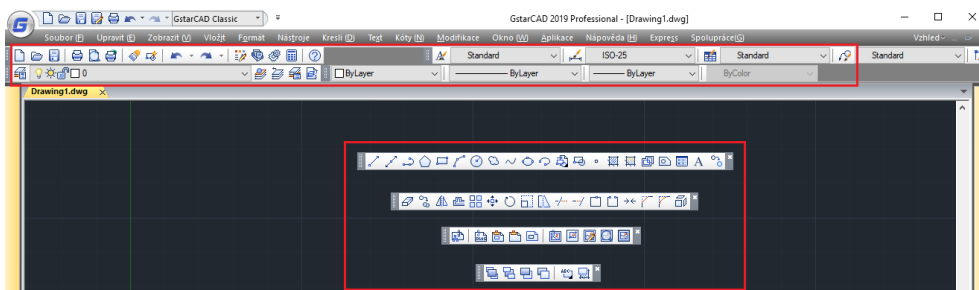 GstarCAD Classic
GstarCAD 2019 Professional - [Drawing1.dwg]
Soubor (F) Upravit (E) Zobrazit (V) Vložit Formát Nástroje Kresli (D) Text Kóty (N) Modifikace Okno (W) Aplikace Nápověda (H) Express Spolupráce(G) Vzhled
Standard ISO-25 Standard Standard
0 ByLayer ByLayer ByLayer ByColor
Drawing1.dwg